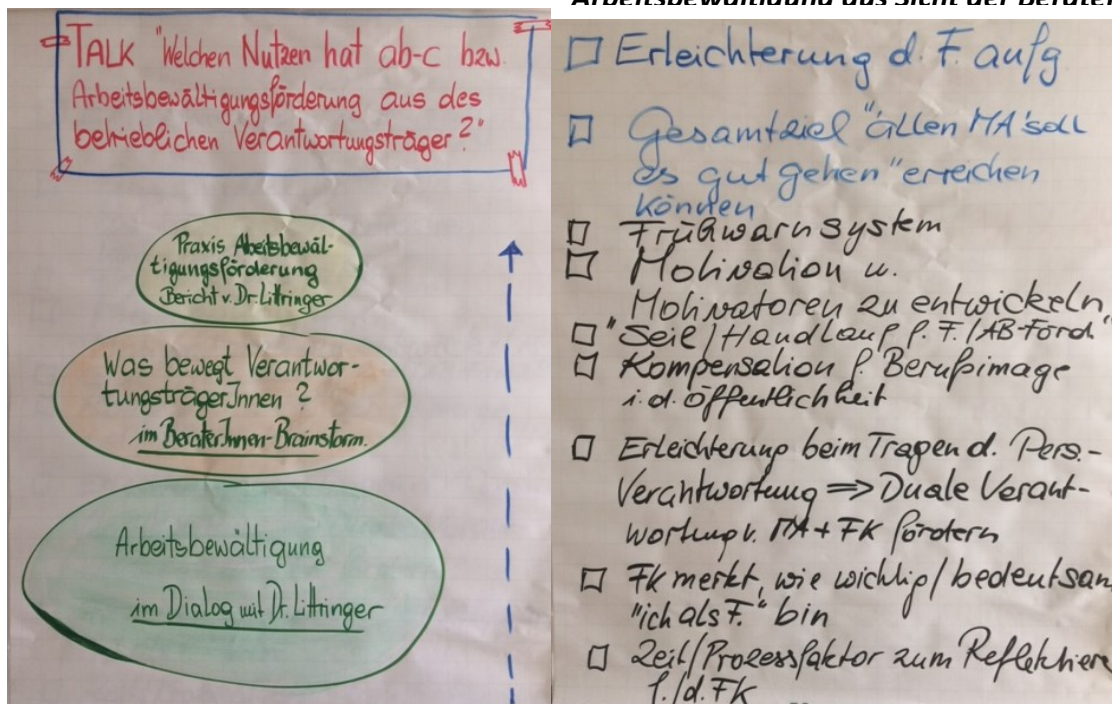 Arbeitsbewältigung aus Sicht der Berater
TALK "Welchen Nutzen hat ab-c bzw.
Arbeitsbewältigungsförderung aus des
betrieblichen Verantwortungsträger?"
Praxis Abeitsbewäl-
tigungsförderung
Bericht v. Dr. Littringer
Was bewegt Verantwor-
tungsträgerInnen?
im BeraterInnen-Brainstorm.
Arbeitsbewältigung
im Dialog mit Dr. Littringer
Erleichterung d. F. aufg
Gesamtziel "allen MA' soll
es gut gehen" erreichen
können
Frühwarnsystem
Motivation u.
Motivatoren zu entwickeln
"Seil/Handlauf f. F./AB-Förd."
Kompensation f. Berufsimage
i.d. Öffentlichkeit
Erleichterung beim Tragen d. Pers.-
Verantwortung => Duale Verant-
wortung v. MA + FK fördern
FK merkt, wie wichtig/bedeutsam
"ich als F." bin
Zeit/Prozessfaktor zum Reflektiere
f./d. FK